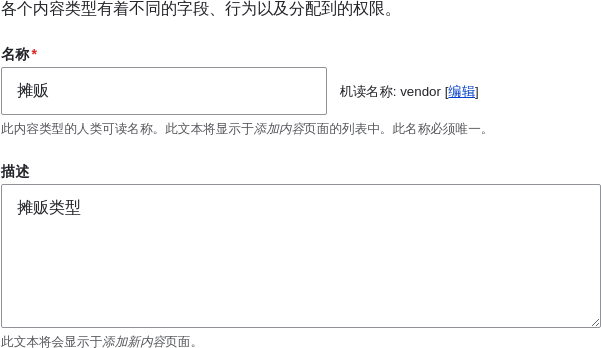 各个内容类型有着不同的字段、行为以及分配到的权限。
名称*
摊贩
机读名称: vendor [编辑]
此内容类型的人类可读名称。此文本将显示于添加内容页面的列表中。此名称必须唯一。
描述
摊贩类型
此文本将会显示于添加新内容页面。